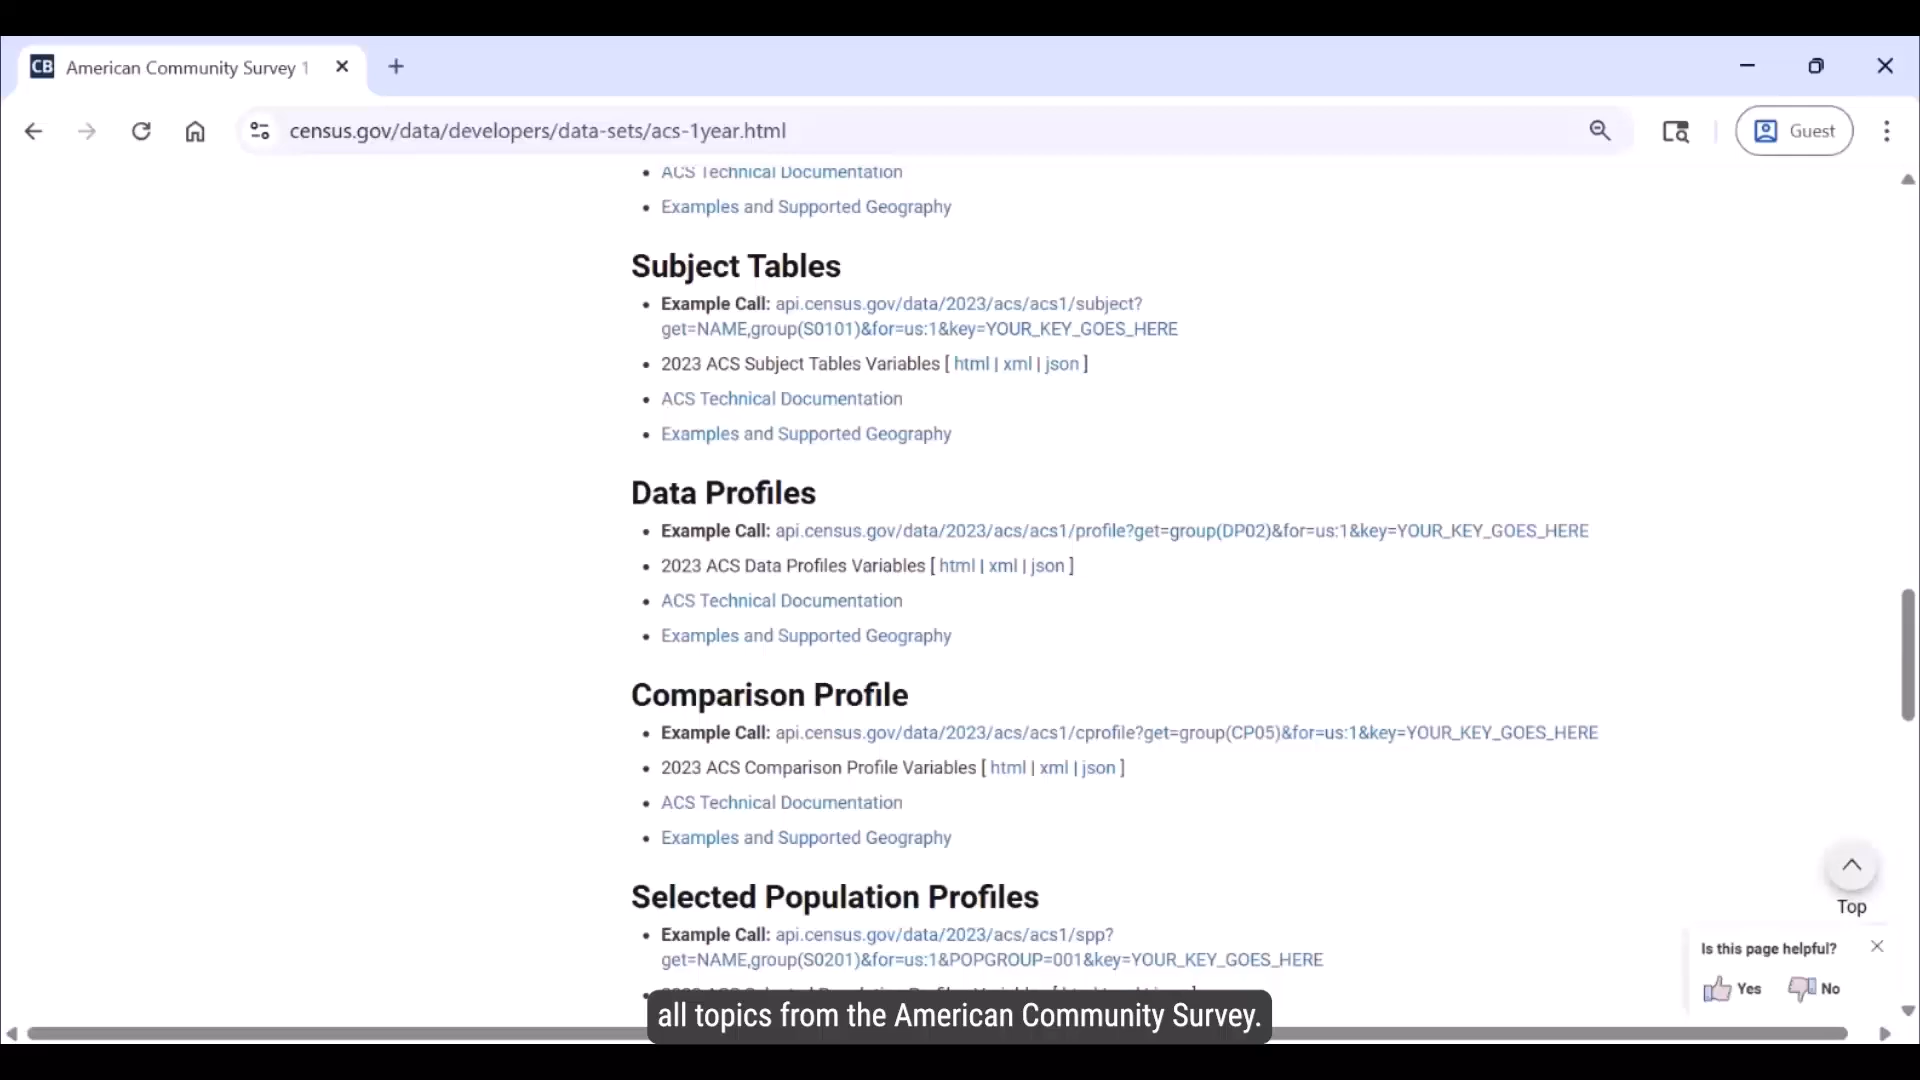 CB American Community Survey 1
census.gov/data/developers/data-sets/acs-1year.html
Guest
ACS Technical Documentation
Examples and Supported Geography
Subject Tables
Example Call: api.census.gov/data/2023/acs/acs1/subject?
get=NAME,group(S0101)&for=us:1&key=YOUR_KEY_GOES_HERE
2023 ACS Subject Tables Variables [ html | xml | json ]
ACS Technical Documentation
Examples and Supported Geography
Data Profiles
Example Call: api.census.gov/data/2023/acs/acs1/profile?get=group(DP02)&for=us:1&key=YOUR_KEY_GOES_HERE
2023 ACS Data Profiles Variables [ html | xml | json ]
ACS Technical Documentation
Examples and Supported Geography
Comparison Profile
Example Call: api.census.gov/data/2023/acs/acs1/cprofile?get=group(CP05)&for=us:1&key=YOUR_KEY_GOES_HERE
2023 ACS Comparison Profile Variables [ html | xml | json ]
ACS Technical Documentation
Examples and Supported Geography
Selected Population Profiles
Example Call: api.census.gov/data/2023/acs/acs1/spp?
get=NAME,group(S0201)&for=us:1&POPGROUP=001&key=YOUR_KEY_GOES_HERE
Top
Is this page helpful?
Yes No
all topics from the American Community Survey.